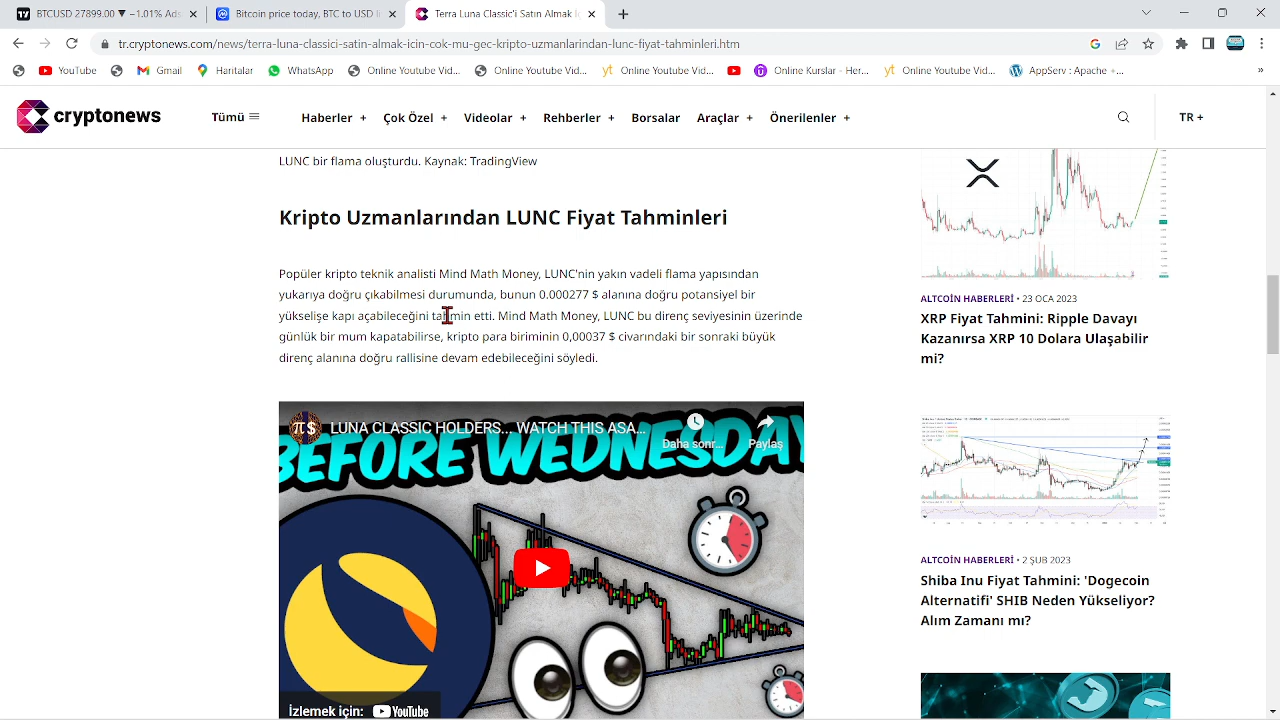 BTCUSD 27899.00 ▼ −1.01% Ads
Bitcoin price today, BTC to USD li
Terra Luna Classic'i Satın Almak İç
tr.cryptonews.com/news/terra-luna-classici-satin-almak-icin-cok-mu-gec-kripto-uzmanlarindan-lunc-fiyat-tahminleri.htm
YouTube
Gmail
Haritalar
WhatsApp
Online Youtube Vid...
Online Youtube Vid...
Online Youtube Vid...
Online Kurslar - Her...
Online Youtube Vid...
AppServ : Apache +...
cryptonews
Tümü
Haberler +
Çok Özel +
Videolar +
Rehberler +
Borsalar
Araçlar +
Önerilenler +
TR +
LUNC bir flama oluşturdu. Kaynak: TradingView
Kripto Uzmanlarından LUNC Fiyat Tahminleri
Popüler kripto teknik analisti Mind Math Money, LUNC'nin yakın vadeli flama yapısından
yukarıya doğru çıkabilmesi durumunda, bunun 0,000277 $ alanına doğru potansiyel bir
yükselişe kapı açabileceğini tahmin etti. Mind Math Money, LUNC bu direnç seviyesinin üzerinde
günlük bir mum kapatabilirse, kripto para biriminin 0,00037 $ civarındaki bir sonraki büyük
direnç alanına doğru rallisine devam edebileceğini söyledi.
CLASSIC HOLDERS... WATCH THIS ASA...
Daha sonr...
Paylaş
BEFORE WEDNESDAY
İzlemek için:
YouTube
ALTCOİN HABERLERİ • 23 OCA 2023
XRP Fiyat Tahmini: Ripple Davayı
Kazanırsa XRP 10 Dolara Ulaşabilir
mi?
ALTCOİN HABERLERİ • 2 ŞUB 2023
Shiba Inu Fiyat Tahmini: 'Dogecoin
Alternatifi' SHIB Neden Yükseliyor?
Alım Zamanı mı?